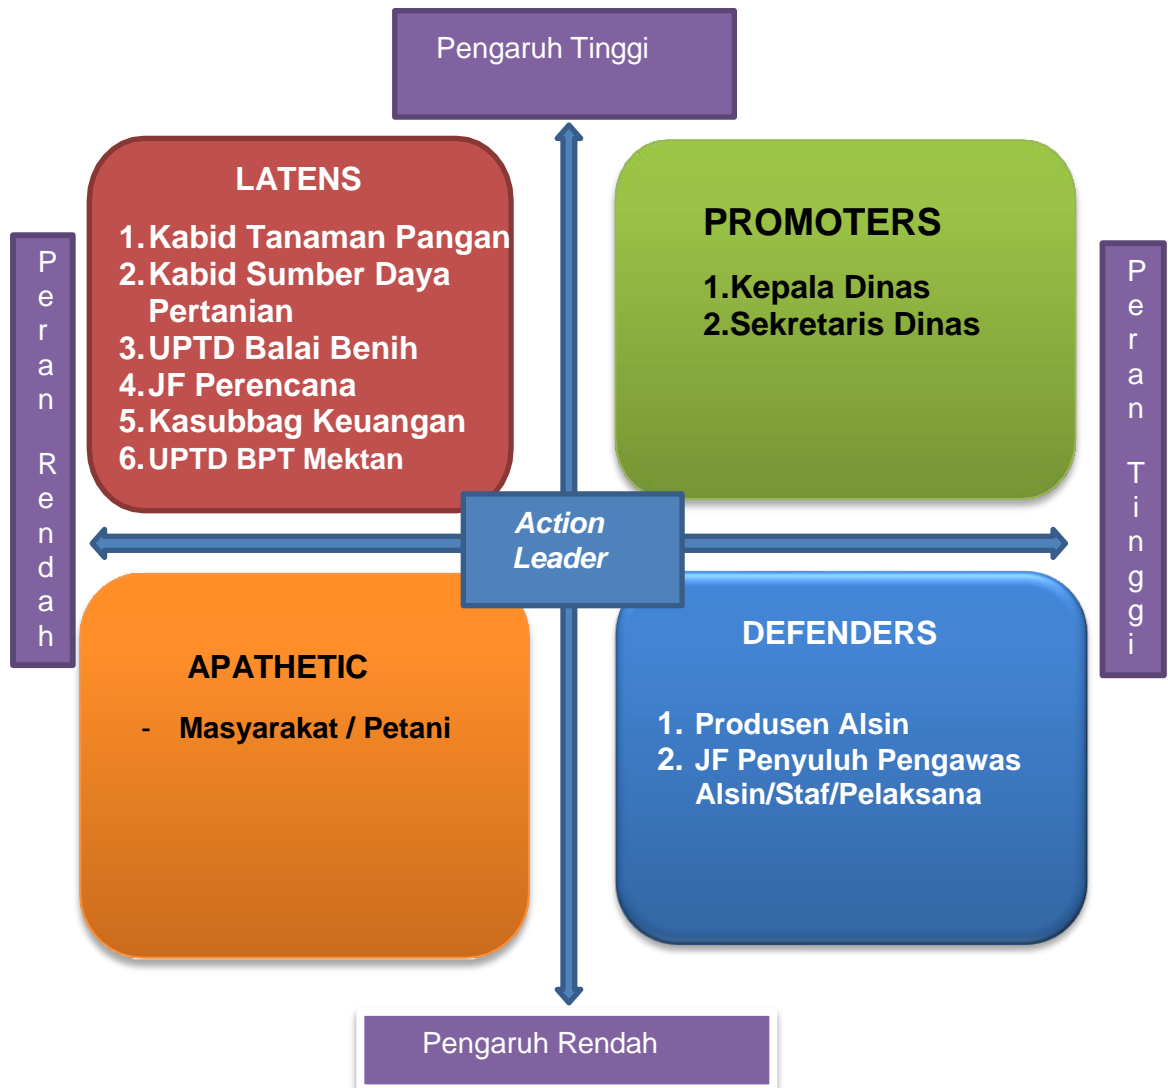 Pengaruh Tinggi
LATENS
1. Kabid Tanaman Pangan
2. Kabid Sumber Daya
Pertanian
3. UPTD Balai Benih
4. JF Perencana
5. Kasubbag Keuangan
6. UPTD BPT Mektan
PROMOTERS
1.Kepala Dinas
2.Sekretaris Dinas
Peran Rendah
Peran Tinggi
Action
Leader
APATHETIC
- Masyarakat / Petani
DEFENDERS
1. Produsen Alsin
2. JF Penyuluh Pengawas
Alsin/Staf/Pelaksana
Pengaruh Rendah